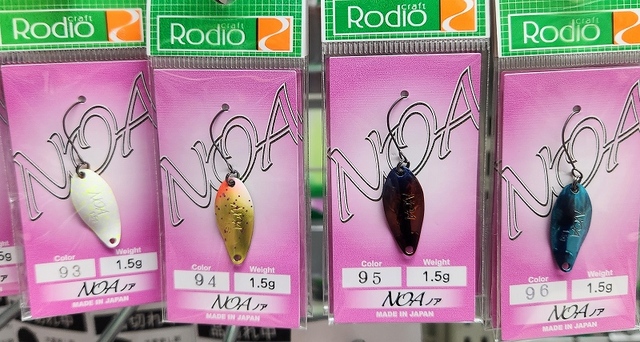 Rodio craft
NOA
Color
93
Weight
1.5g
NOA ノア
MADE IN JAPAN
Rodio craft
NOA
Color
94
Weight
1.5g
NOA ノア
MADE IN JAPAN
Rodio craft
NOA
Color
95
Weight
1.5g
NOA ノア
MADE IN JAPAN
Rodio craft
NOA
Color
96
Weight
1.5g
NOA ノア
MADE IN JAPAN